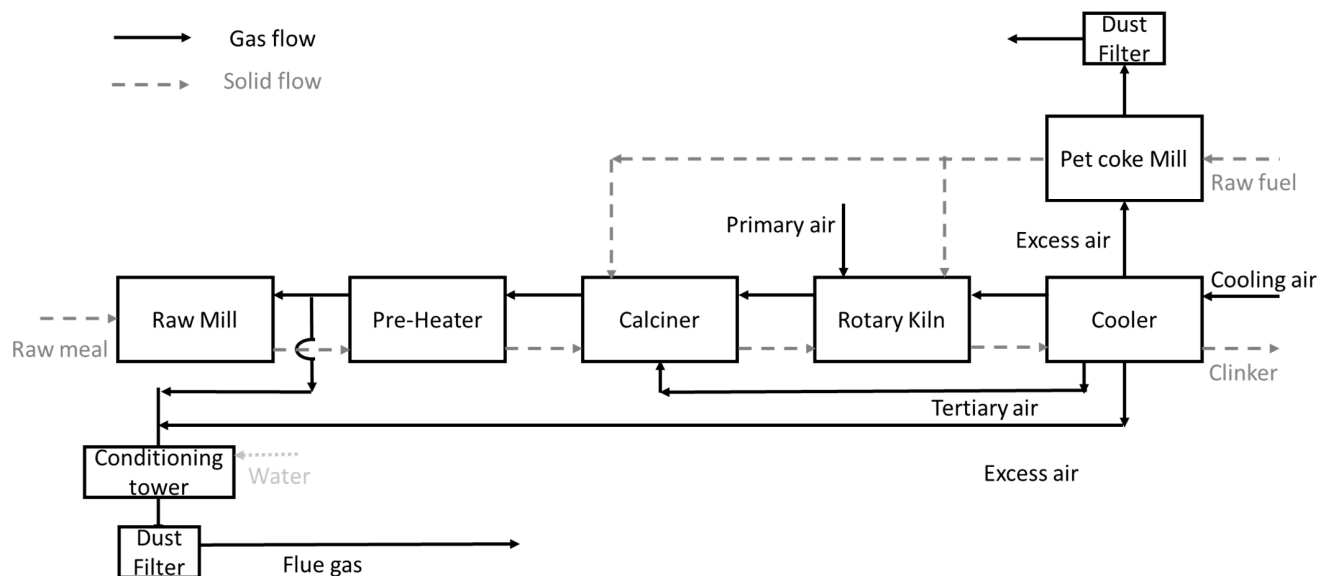 Gas flow
Solid flow
Dust
Filter
Pet coke Mill
Raw fuel
Primary air
Excess air
Cooling air
Raw Mill
Pre-Heater
Calciner
Rotary Kiln
Cooler
Raw meal
Clinker
Tertiary air
Conditioning
tower
Water
Excess air
Dust
Filter
Flue gas